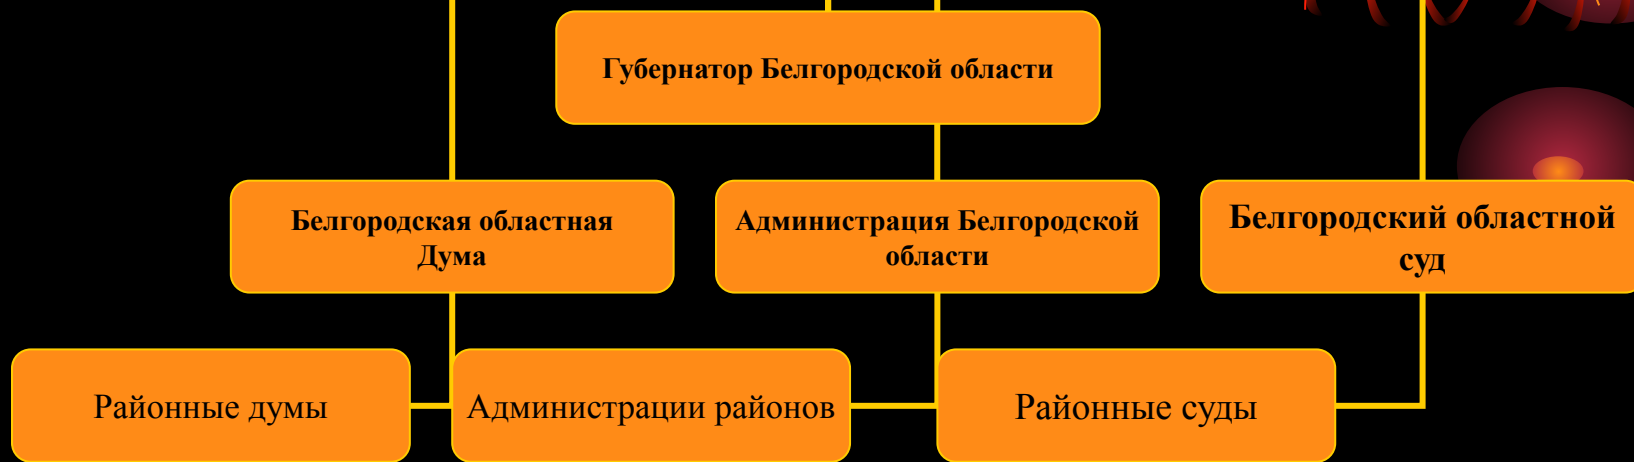 Губернатор Белгородской области
Белгородская областная
Дума
Администрация Белгородской
области
Белгородский областной
суд
Районные думы
Администрации районов
Районные суды